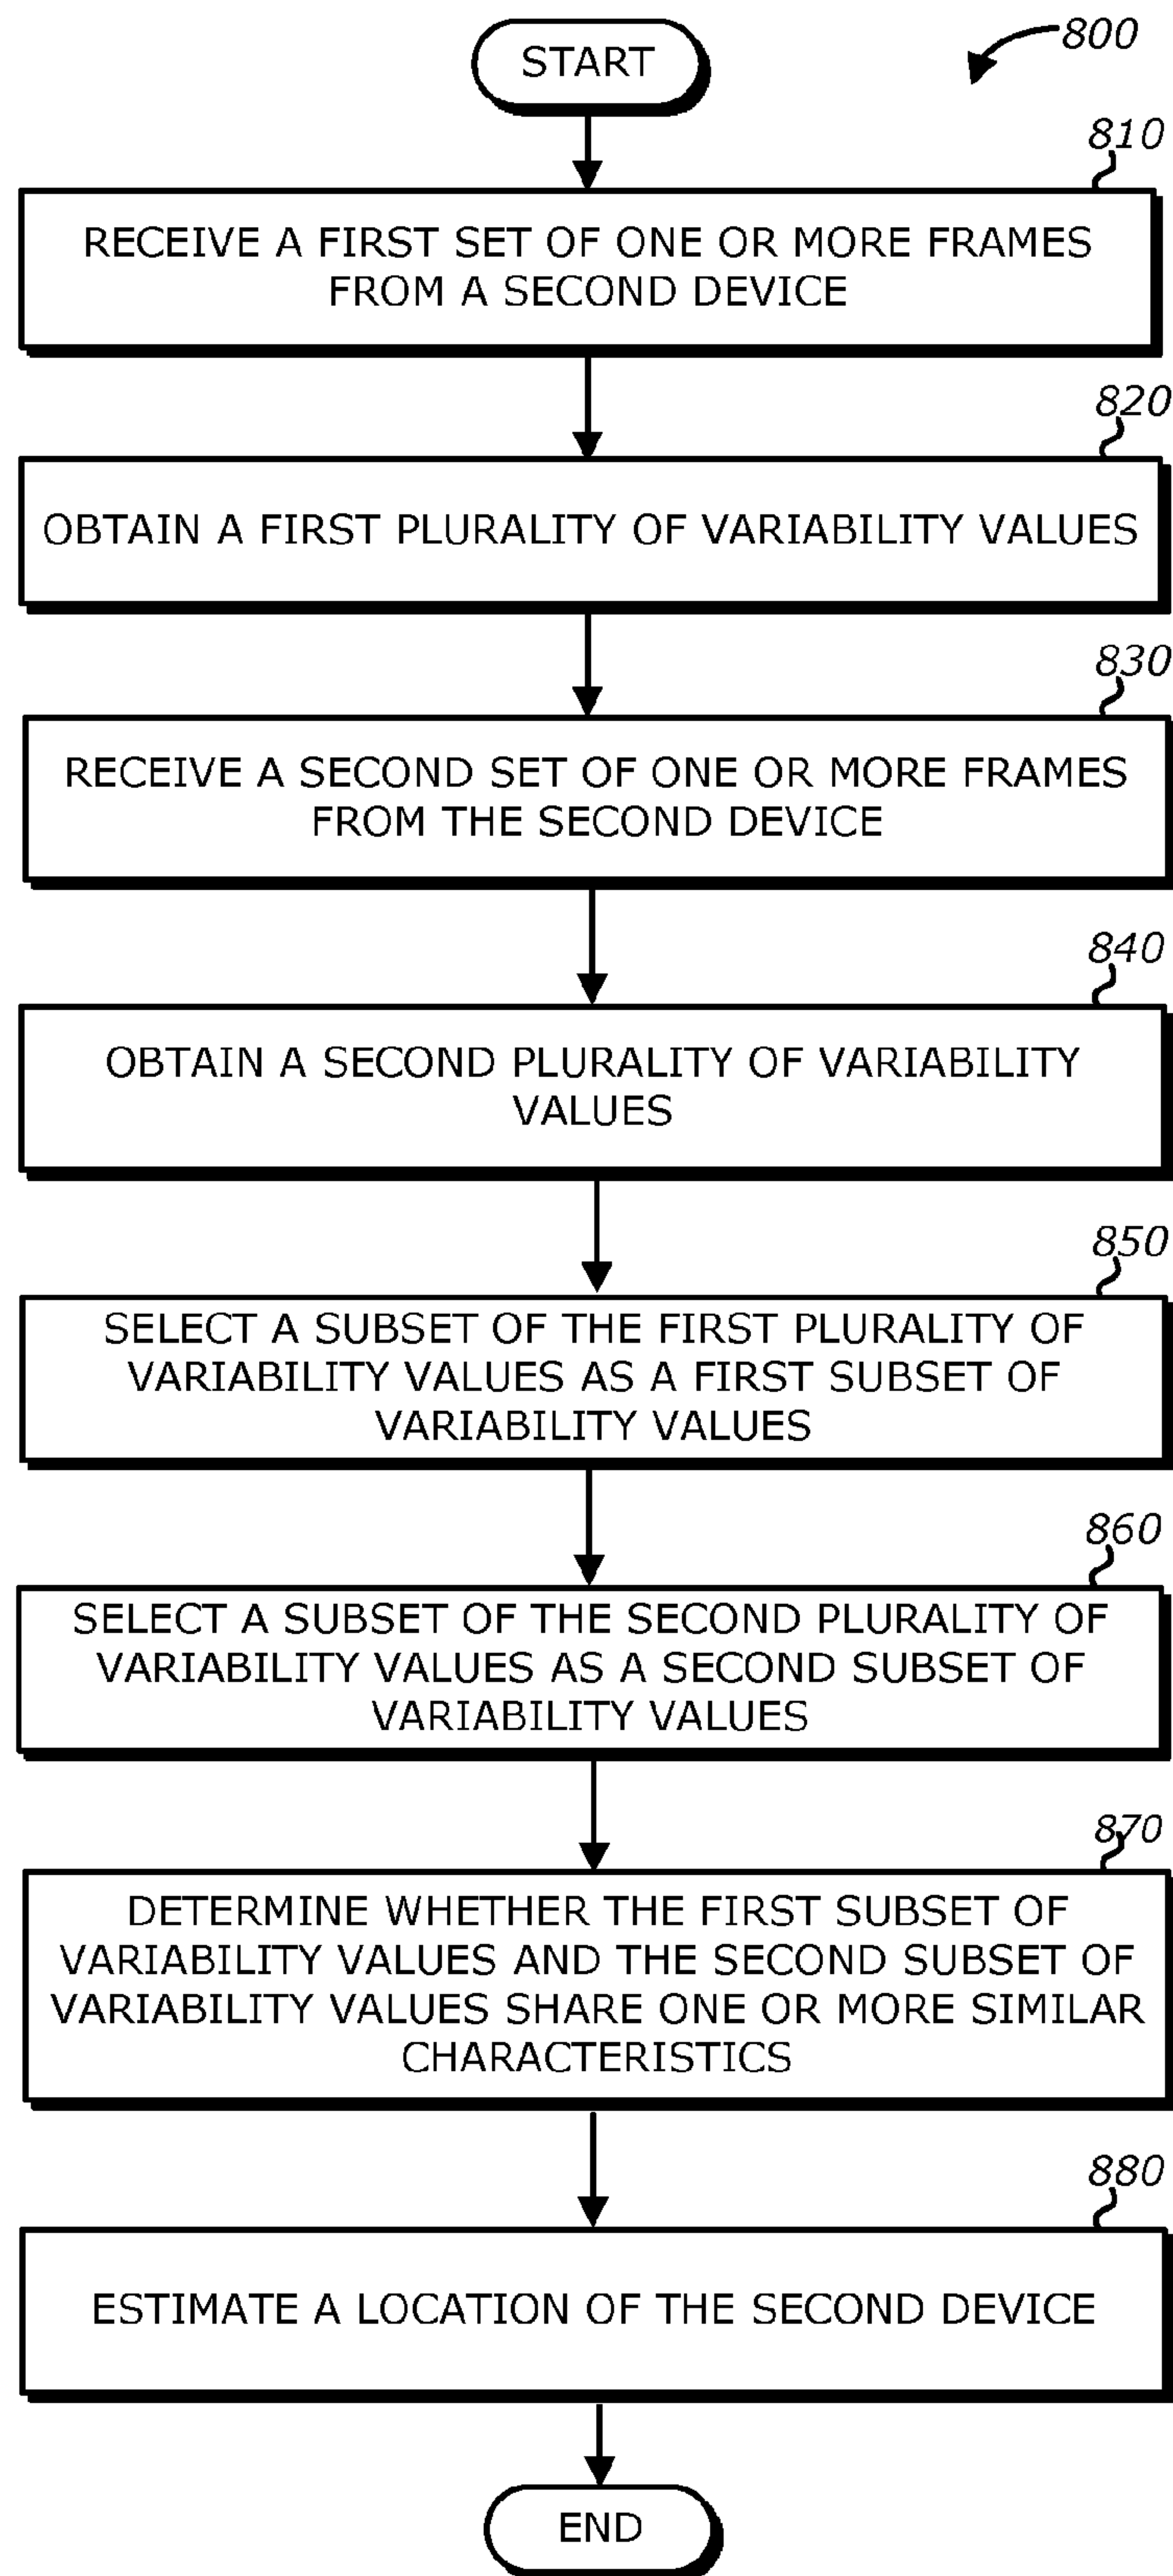 START
800
810
RECEIVE A FIRST SET OF ONE OR MORE FRAMES
FROM A SECOND DEVICE
820
OBTAIN A FIRST PLURALITY OF VARIABILITY VALUES
830
RECEIVE A SECOND SET OF ONE OR MORE FRAMES
FROM THE SECOND DEVICE
840
OBTAIN A SECOND PLURALITY OF VARIABILITY
VALUES
850
SELECT A SUBSET OF THE FIRST PLURALITY OF
VARIABILITY VALUES AS A FIRST SUBSET OF
VARIABILITY VALUES
860
SELECT A SUBSET OF THE SECOND PLURALITY OF
VARIABILITY VALUES AS A SECOND SUBSET OF
VARIABILITY VALUES
870
DETERMINE WHETHER THE FIRST SUBSET OF
VARIABILITY VALUES AND THE SECOND SUBSET OF
VARIABILITY VALUES SHARE ONE OR MORE SIMILAR
CHARACTERISTICS
880
ESTIMATE A LOCATION OF THE SECOND DEVICE
END